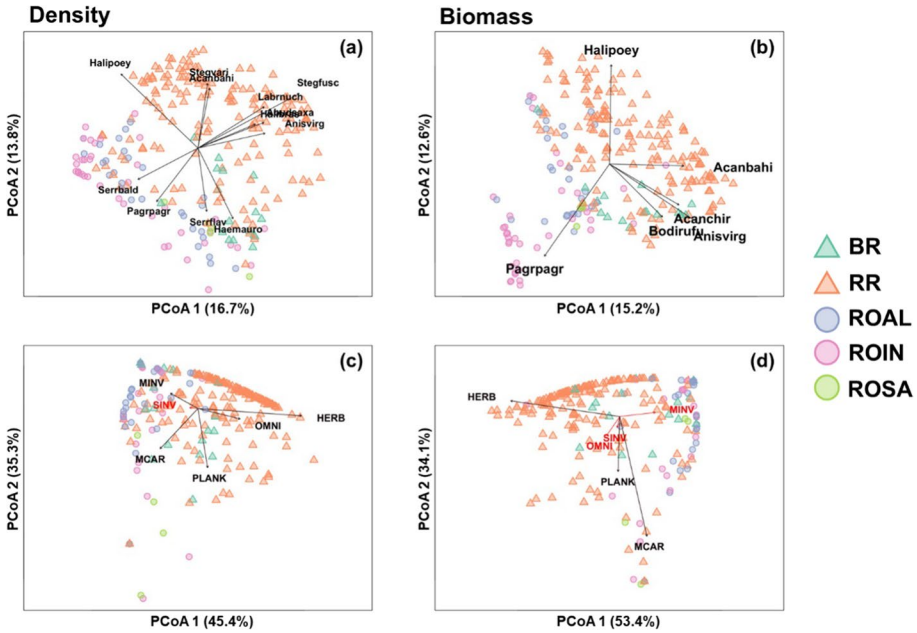 Density
Biomass
(a)
Halipoey
Stegvari
Acanbahi
Stegfusc
Labrnuch
Anisvirg
Serrbald
Pagrpagr
Serrflav
Haemauro
PCoA 2 (13.8%)
PCoA 1 (16.7%)
(b)
Halipoey
Acanbahi
Acanchir
Bodirufu
Anisvirg
Pagrpagr
PCoA 2 (12.6%)
PCoA 1 (15.2%)
BR
RR
ROAL
ROIN
ROSA
(c)
MINV
SINV
HERB
OMNI
MCAR
PLANK
PCoA 2 (35.3%)
PCoA 1 (45.4%)
(d)
HERB
MINV
SINV
OMNI
PLANK
MCAR
PCoA 2 (34.1%)
PCoA 1 (53.4%)